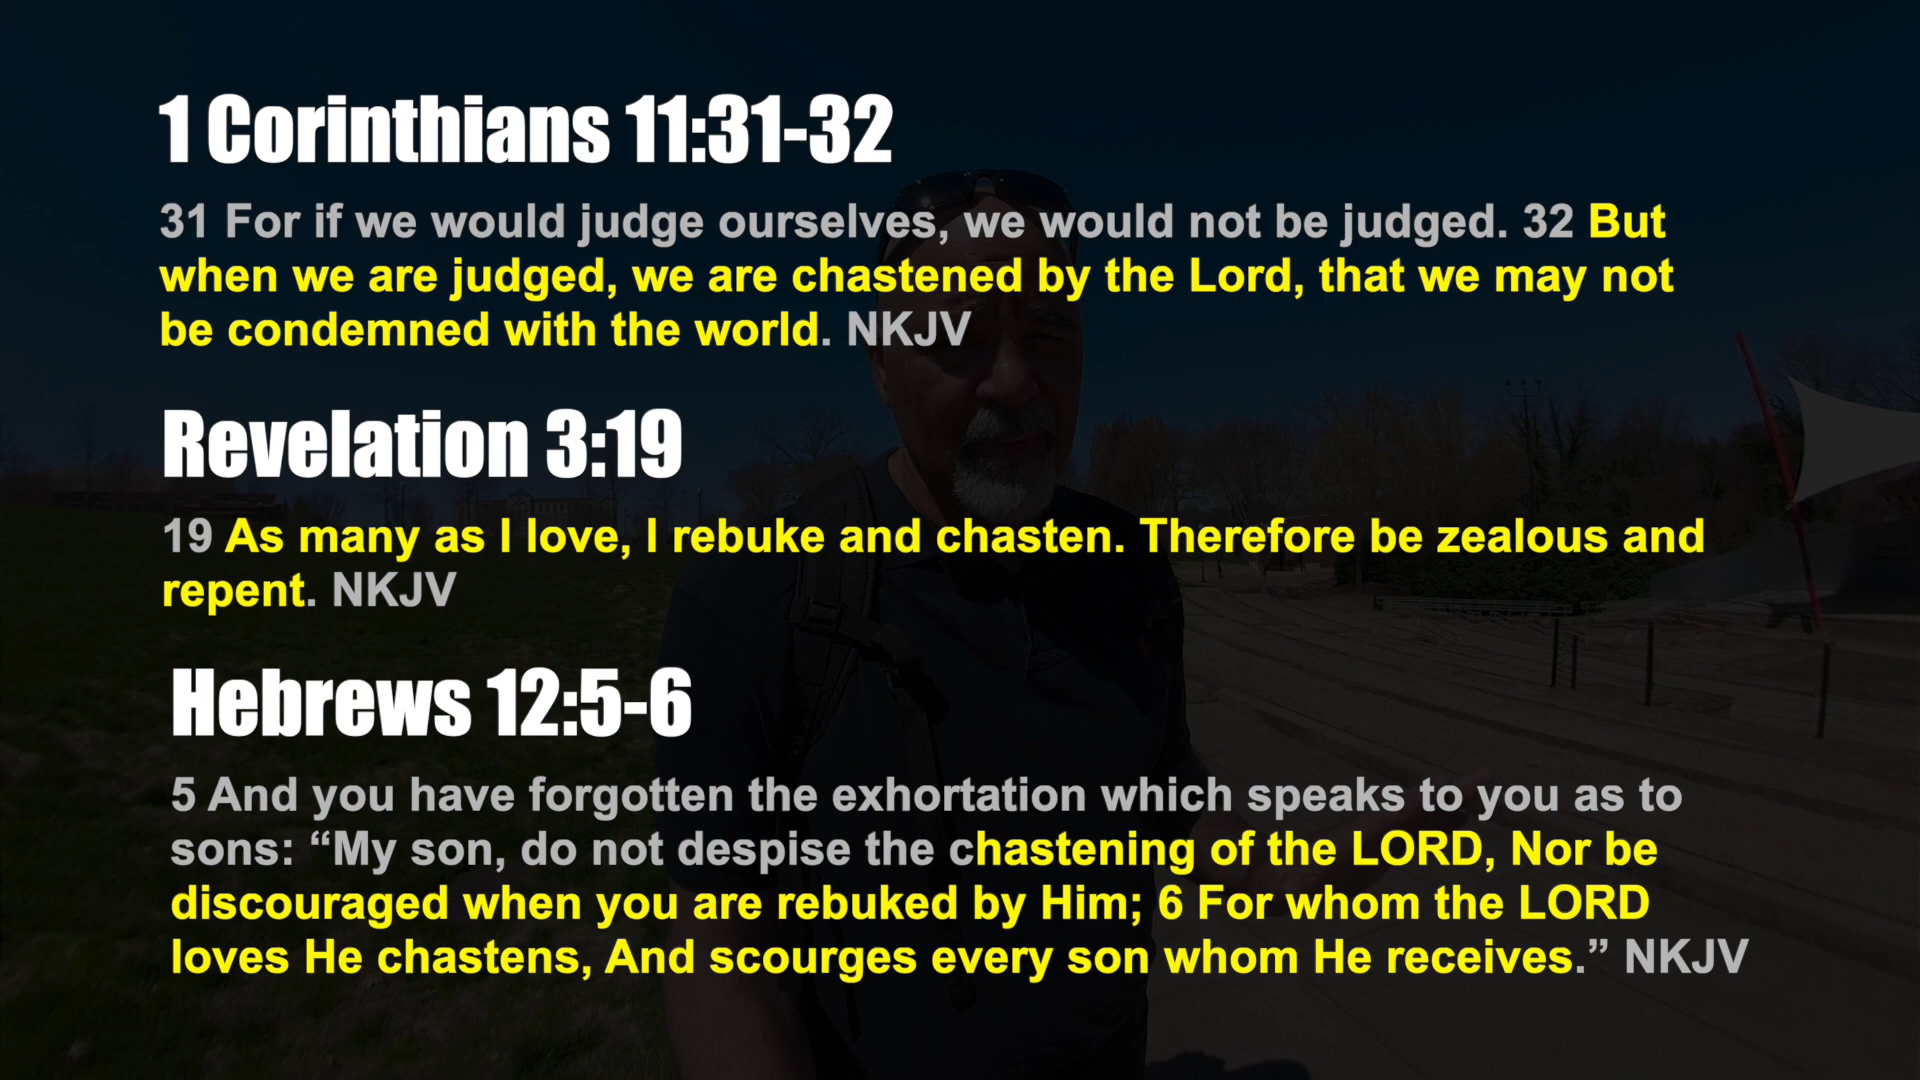 1 Corinthians 11:31-32
31 For if we would judge ourselves, we would not be judged. 32 But
when we are judged, we are chastened by the Lord, that we may not
be condemned with the world. NKJV
Revelation 3:19
19 As many as I love, I rebuke and chasten. Therefore be zealous and
repent. NKJV
Hebrews 12:5-6
5 And you have forgotten the exhortation which speaks to you as to
sons: “My son, do not despise the chastening of the LORD, Nor be
discouraged when you are rebuked by Him; 6 For whom the LORD
loves He chastens, And scourges every son whom He receives.” NKJV